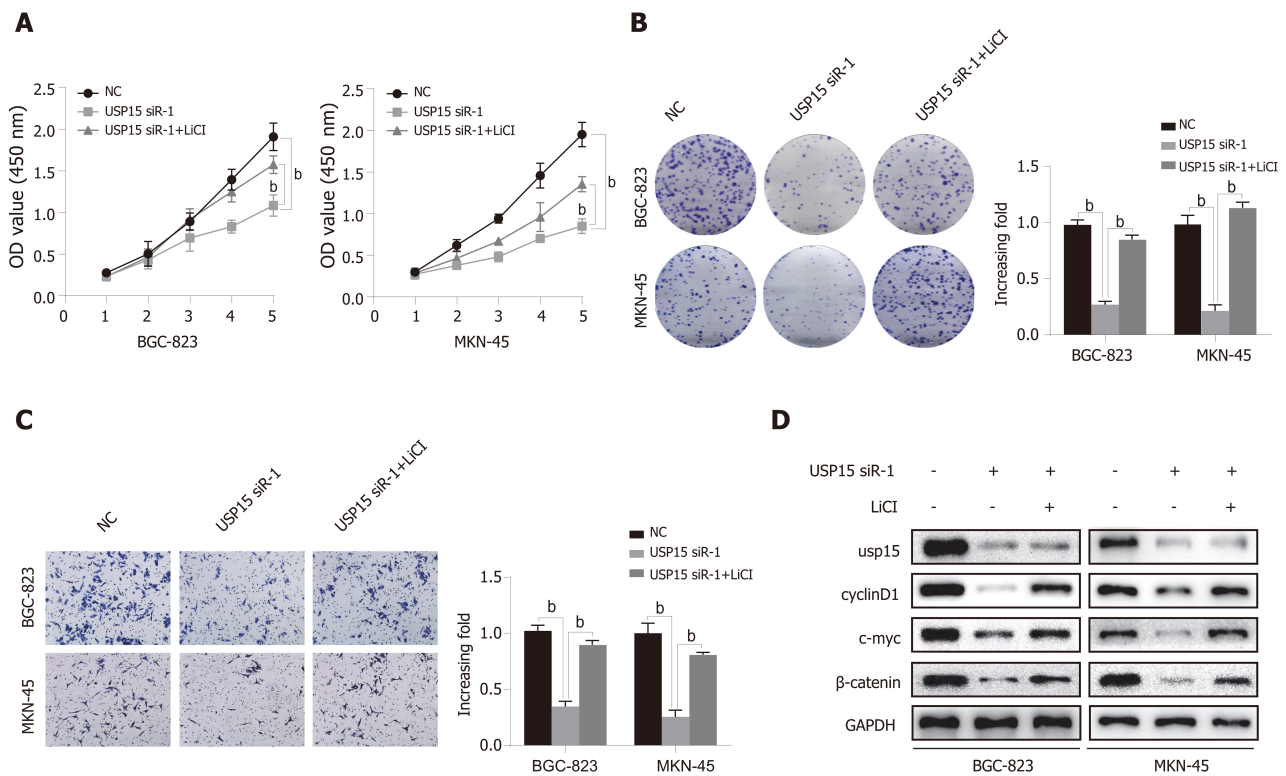 A
2.5
2.0
1.5
1.0
0.5
0.0
OD value (450 nm)
NC
USP15 siR-1
USP15 siR-1+LiCI
b
b
0 1 2 3 4 5
BGC-823
2.5
2.0
1.5
1.0
0.5
0.0
OD value (450 nm)
NC
USP15 siR-1
USP15 siR-1+LiCI
b
b
0 1 2 3 4 5
MKN-45
B
NC
USP15 siR-1
USP15 siR-1+LiCI
BGC-823
MKN-45
NC
USP15 siR-1
USP15 siR-1+LiCI
1.5
1.0
0.5
0.0
Increasing fold
b
b
b
b
BGC-823
MKN-45
C
NC
USP15 siR-1
USP15 siR-1+LiCI
BGC-823
MKN-45
NC
USP15 siR-1
USP15 siR-1+LiCI
1.5
1.0
0.5
0.0
Increasing fold
b
b
b
b
BGC-823
MKN-45
D
USP15 siR-1 - + + - + +
LiCI - - + - - +
usp15
cyclinD1
c-myc
β-catenin
GAPDH
BGC-823
MKN-45